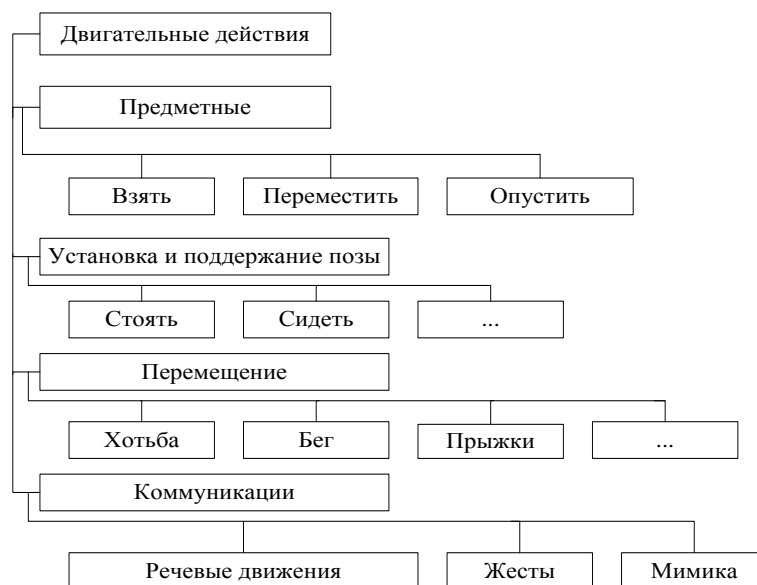 Двигательные действия
Предметные
Взять
Переместить
Опустить
Установка и поддержание позы
Стоять
Сидеть
...
Перемещение
Хотьба
Бег
Прыжки
...
Коммуникации
Речевые движения
Жесты
Мимика